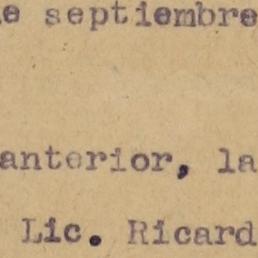 e septiembre
anterior, la
Lic. Ricard